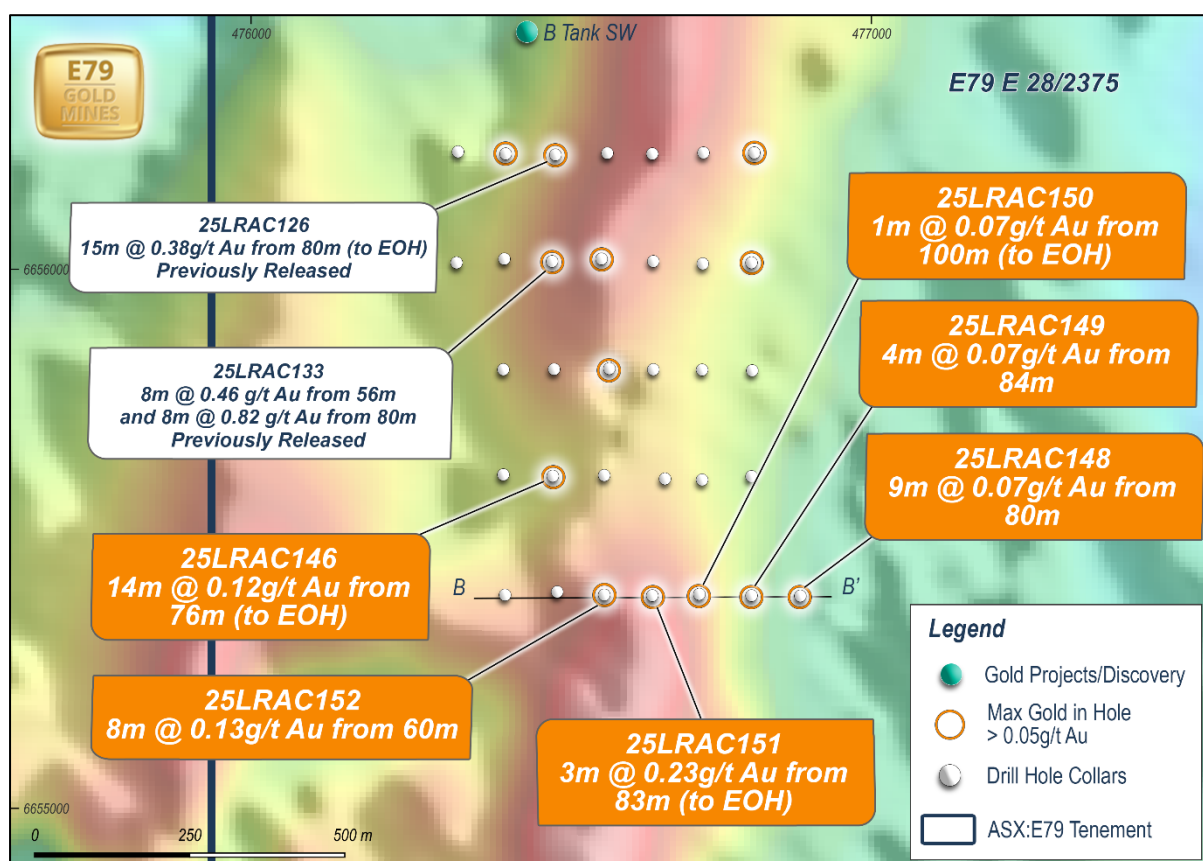 476000
B Tank SW
477000
E79
GOLD
MINES
E79 E 28/2375
25LRAC126
15m @ 0.38g/t Au from 80m (to EOH)
Previously Released
25LRAC150
1m @ 0.07g/t Au from
100m (to EOH)
6656000
25LRAC149
4m @ 0.07g/t Au from
84m
25LRAC133
8m @ 0.46 g/t Au from 56m
and 8m @ 0.82 g/t Au from 80m
Previously Released
25LRAC148
9m @ 0.07g/t Au from
80m
25LRAC146
14m @ 0.12g/t Au from
76m (to EOH)
B
B’
25LRAC152
8m @ 0.13g/t Au from 60m
25LRAC151
3m @ 0.23g/t Au from
83m (to EOH)
Legend
Gold Projects/Discovery
Max Gold in Hole
> 0.05g/t Au
Drill Hole Collars
ASX:E79 Tenement
6655000
0
250
500 m